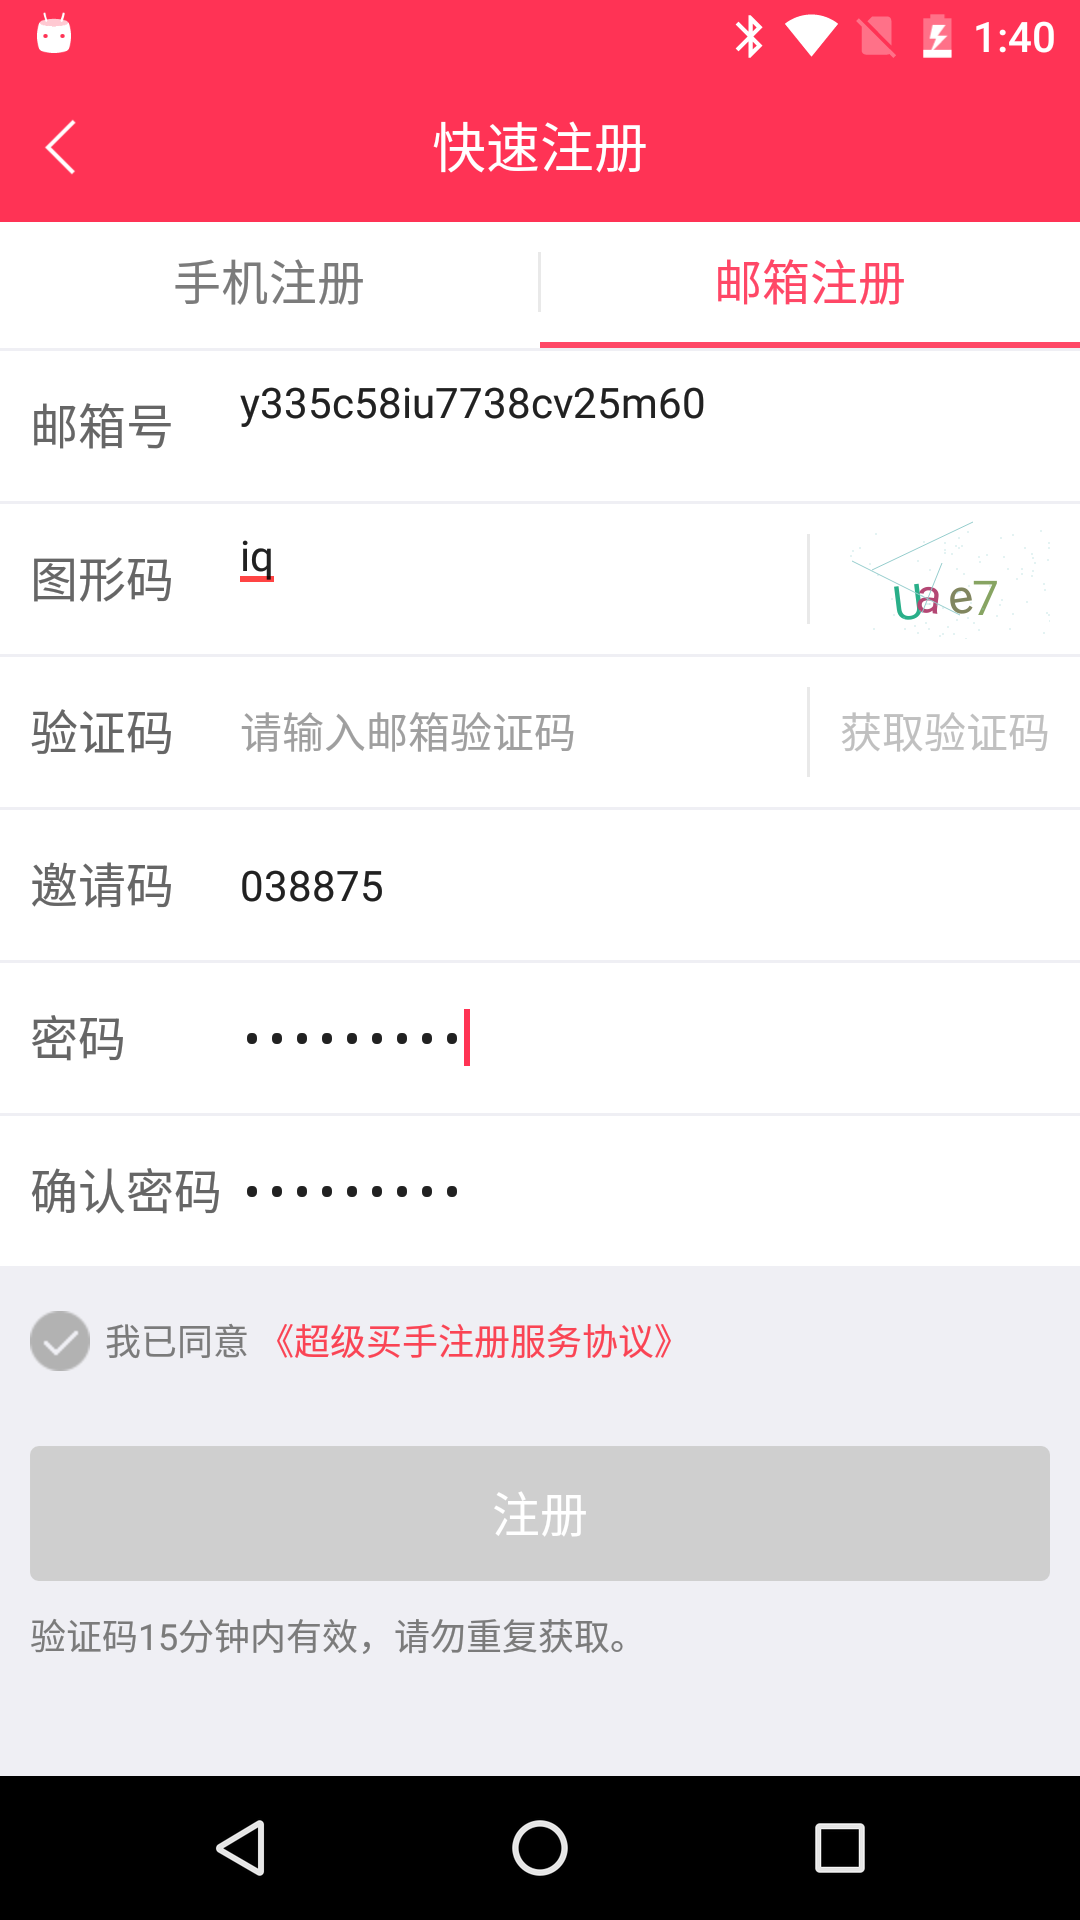 1:40
快速注册
手机注册
邮箱注册
邮箱号 y335c58iu7738cv25m60
图形码 iq Uae7
验证码 请输入邮箱验证码 获取验证码
邀请码 038875
密码 •••••••••
确认密码 •••••••••
我已同意 《超级买手注册服务协议》
注册
验证码15分钟内有效，请勿重复获取。